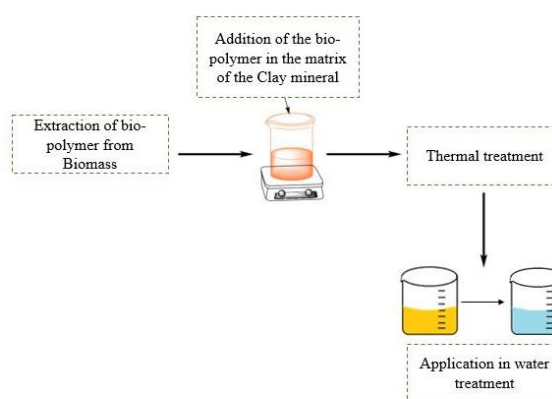 Addition of the bio-
polymer in the matrix
of the Clay mineral
Extraction of bio-
polymer from
Biomass
Thermal treatment
Application in water
treatment